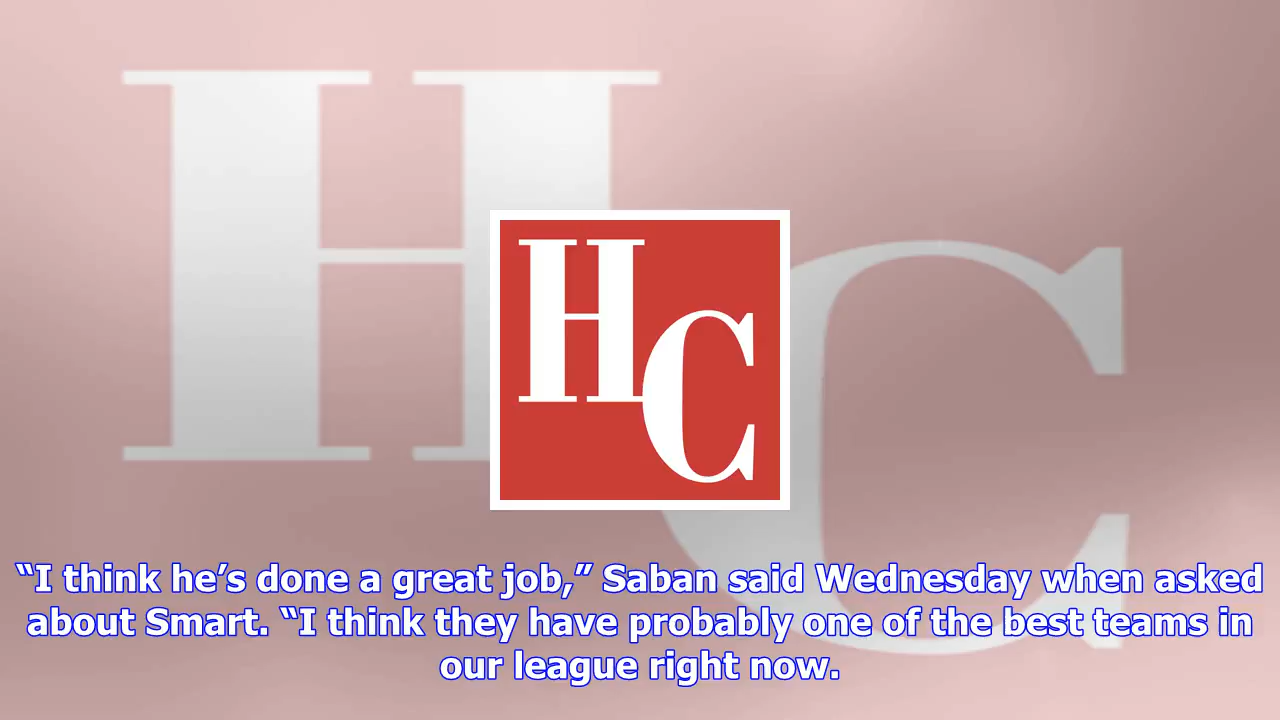 HC
HC
“I think he’s done a great job,” Saban said Wednesday when asked
about Smart. “I think they have probably one of the best teams in
our league right now.